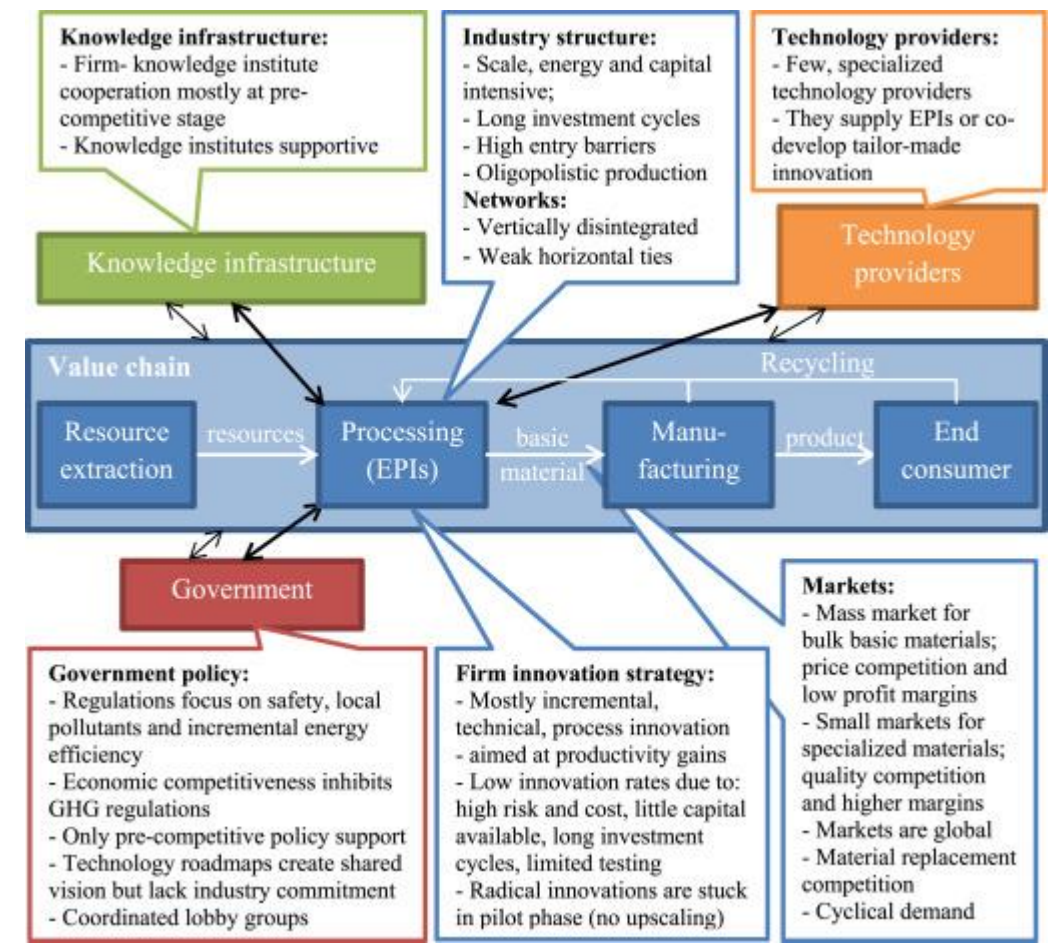 Knowledge infrastructure:
- Firm- knowledge institute
cooperation mostly at pre-
competitive stage
- Knowledge institutes supportive
Industry structure:
- Scale, energy and capital
intensive;
- Long investment cycles
- High entry barriers
- Oligopolistic production
Networks:
- Vertically disintegrated
- Weak horizontal ties
Technology providers:
- Few, specialized
technology providers
- They supply EPIs or co-
develop tailor-made
innovation
Knowledge infrastructure
Technology
providers
Value chain
Recycling
Resource
extraction
resources
Processing
(EPIs)
basic
material
Manu-
facturing
product
End
consumer
Government
Government policy:
- Regulations focus on safety, local
pollutants and incremental energy
efficiency
- Economic competitiveness inhibits
GHG regulations
- Only pre-competitive policy support
- Technology roadmaps create shared
vision but lack industry commitment
- Coordinated lobby groups
Firm innovation strategy:
- Mostly incremental,
technical, process innovation
- aimed at productivity gains
- Low innovation rates due to:
high risk and cost, little capital
available, long investment
cycles, limited testing
- Radical innovations are stuck
in pilot phase (no upscaling)
Markets:
- Mass market for
bulk basic materials;
price competition and
low profit margins
- Small markets for
specialized materials;
quality competition
and higher margins
- Markets are global
- Material replacement
competition
- Cyclical demand